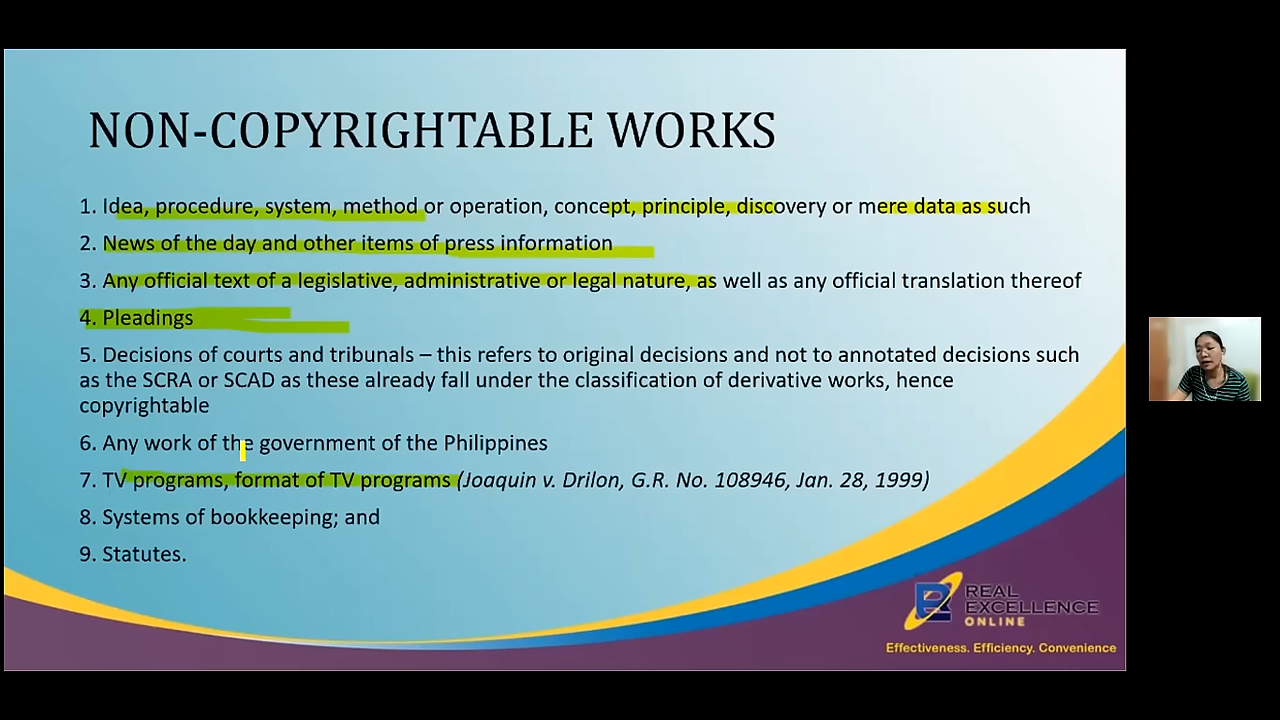 NON-COPYRIGHTABLE WORKS
1. Idea, procedure, system, method or operation, concept, principle, discovery or mere data as such
2. News of the day and other items of press information
3. Any official text of a legislative, administrative or legal nature, as well as any official translation thereof
4. Pleadings
5. Decisions of courts and tribunals – this refers to original decisions and not to annotated decisions such
as the SCRA or SCAD as these already fall under the classification of derivative works, hence
copyrightable
6. Any work of the government of the Philippines
7. TV programs, format of TV programs (Joaquin v. Drilon, G.R. No. 108946, Jan. 28, 1999)
8. Systems of bookkeeping; and
9. Statutes.
REAL
EXCELLENCE
ONLINE
Effectiveness. Efficiency. Convenience